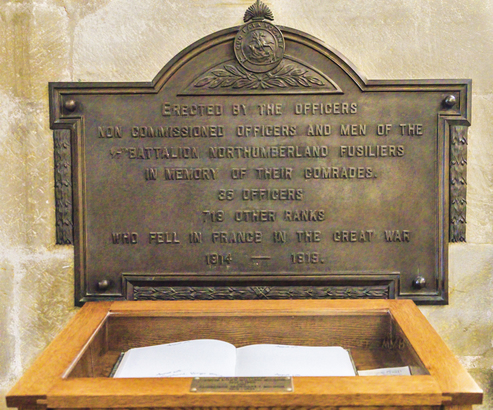 ERECTED BY THE OFFICERS
NON COMMISSIONED OFFICERS AND MEN OF THE
BATTALION NORTHUMBERLAND FUSILIERS
IN MEMORY OF THEIR COMRADES.
35 OFFICERS
713 OTHER RANKS
WHO FELL IN FRANCE IN THE GREAT WAR
1914 — 1918.